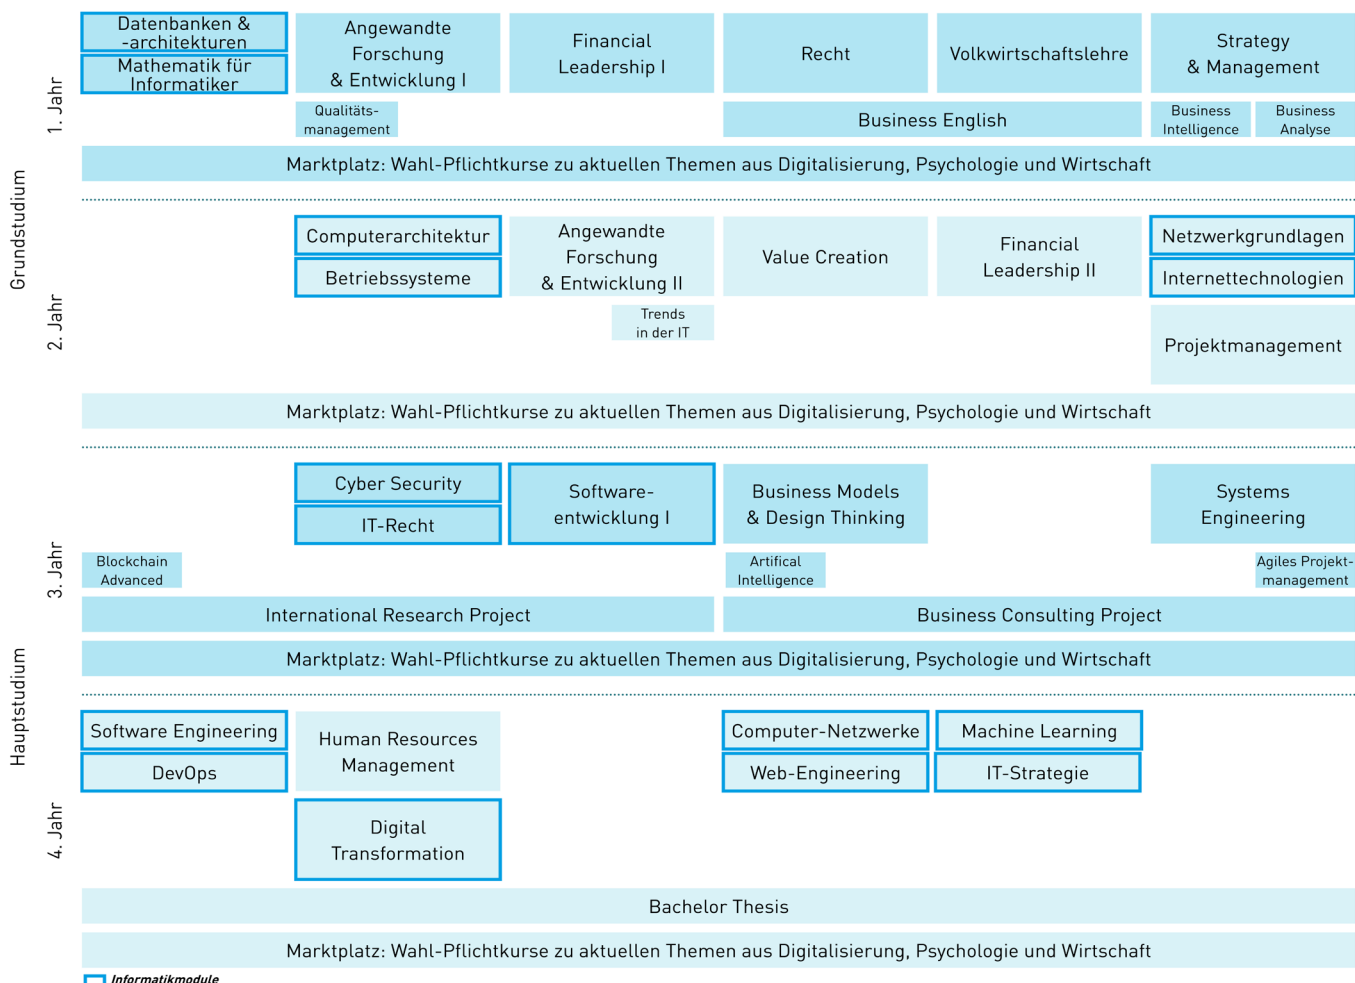 Grundstudium
1. Jahr
Datenbanken &
-architekturen
Mathematik für
Informatiker
Angewandte
Forschung
& Entwicklung I
Financial
Leadership I
Recht
Volkwirtschaftslehre
Strategy
& Management
Qualitäts-
management
Business English
Business
Intelligence
Business
Analyse
Marktplatz: Wahl-Pflichtkurse zu aktuellen Themen aus Digitalisierung, Psychologie und Wirtschaft
2. Jahr
Computerarchitektur
Betriebssysteme
Angewandte
Forschung
& Entwicklung II
Value Creation
Financial
Leadership II
Netzwerkgrundlagen
Internettechnologien
Trends
in der IT
Projektmanagement
Marktplatz: Wahl-Pflichtkurse zu aktuellen Themen aus Digitalisierung, Psychologie und Wirtschaft
Hauptstudium
3. Jahr
Cyber Security
IT-Recht
Software-
entwicklung I
Business Models
& Design Thinking
Systems
Engineering
Blockchain
Advanced
Artifical
Intelligence
Agiles Projekt-
management
International Research Project
Business Consulting Project
Marktplatz: Wahl-Pflichtkurse zu aktuellen Themen aus Digitalisierung, Psychologie und Wirtschaft
4. Jahr
Software Engineering
DevOps
Human Resources
Management
Computer-Netzwerke
Web-Engineering
Machine Learning
IT-Strategie
Digital
Transformation
Bachelor Thesis
Marktplatz: Wahl-Pflichtkurse zu aktuellen Themen aus Digitalisierung, Psychologie und Wirtschaft
Informatikmodule